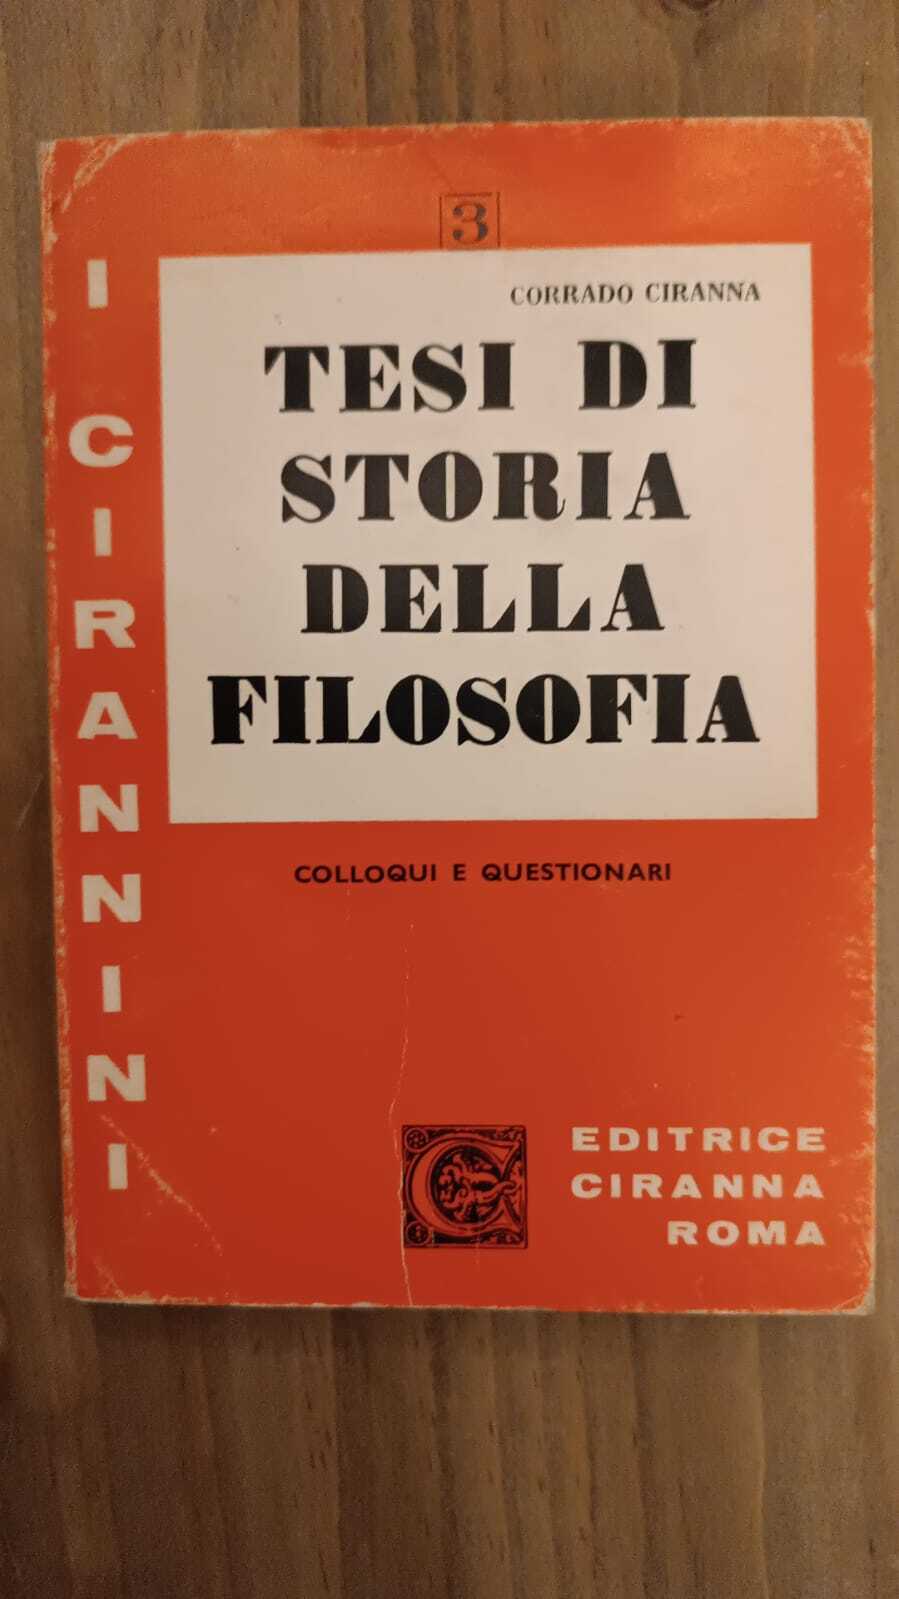 3
I CIRANNINI
CORRADO CIRANNA
TESI DI
STORIA
DELLA
FILOSOFIA
COLLOQUI E QUESTIONARI
C
EDITRICE
CIRANNA
ROMA